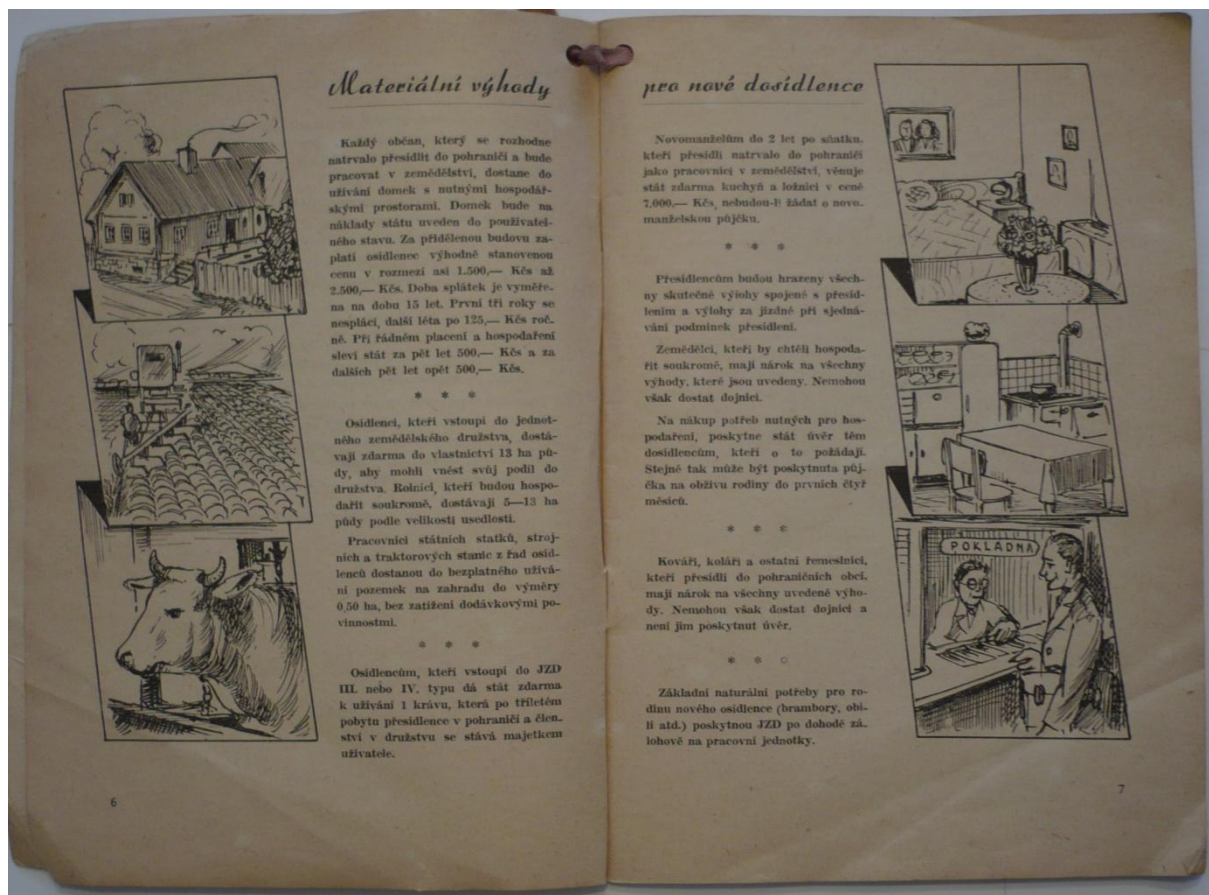 Materiální výhody
Každý občan, který se rozhodne
natrvalo přesídlit do pohraničí a bude
pracovat v zemědělství, dostane do
užívání domek s nutnými hospodář-
skými prostorami. Domek bude na
náklady státu uveden do použivatel-
ného stavu. Za přidělenou budovu za-
platí osídlenec výhodně stanovenou
cenu v rozmezí asi 1.500,— Kčs až
2.500,— Kčs. Doba splátek je vyměře-
na na dobu 15 let. První tři roky se
nesplácí, další léta po 125,— Kčs roč-
ně. Při řádném placení a hospodaření
sleví stát za pět let 500,— Kčs a za
dalších pět let opět 500,— Kčs.
* * *
Osídlenci, kteří vstoupí do jednot-
ného zemědělského družstva, dostá-
vají zdarma do vlastnictví 13 ha pů-
dy, aby mohli vnést svůj podíl do
družstva. Rolníci, kteří budou hospo-
dařit soukromě, dostávají 5—13 ha
půdy podle velikosti usedlosti.
Pracovníci státních statků, stroj-
ních a traktorových stanic z řad osíd-
lenců dostanou do bezplatného užívá-
ní pozemek na zahradu do výměry
0,50 ha, bez zatížení dodávkovými po-
vinnostmi.
* * *
Osídlencům, kteří vstoupí do JZD
III. nebo IV. typu dá stát zdarma
k užívání 1 krávu, která po tříletém
pobytu přesídlence v pohraničí a člen-
ství v družstvu se stává majetkem
uživatele.
6
pro nové dosídlence
Novomanželům do 2 let po sňatku,
kteří přesídlí natrvalo do pohraničí
jako pracovníci v zemědělství, věnuje
stát zdarma kuchyň a ložnici v ceně
7.000,— Kčs, nebudou-li žádat o novo-
manželskou půjčku.
* * *
Přesídlencům budou hrazeny všech-
ny skutečné výlohy spojené s přesíd-
lením a výlohy za jízdné při sjedná-
vání podmínek přesídlení.
Zemědělci, kteří by chtěli hospoda-
řit soukromě, mají nárok na všechny
výhody, které jsou uvedeny. Nemohou
však dostat dojnici.
Na nákup potřeb nutných pro hos-
podaření, poskytne stát úvěr těm
dosídlencům, kteří o to požádají.
Stejně tak může být poskytnuta půj-
čka na obživu rodiny do prvních čtyř
měsíců.
* * *
Kováři, koláři a ostatní řemeslníci,
kteří přesídlí do pohraničních obcí,
mají nárok na všechny uvedené výho-
dy. Nemohou však dostat dojnici a
není jim poskytnut úvěr.
* * *
Základní naturální potřeby pro ro-
dinu nového osídlence (brambory, obi-
lí atd.) poskytnou JZD po dohodě zá-
lohově na pracovní jednotky.
POKLADNA
7